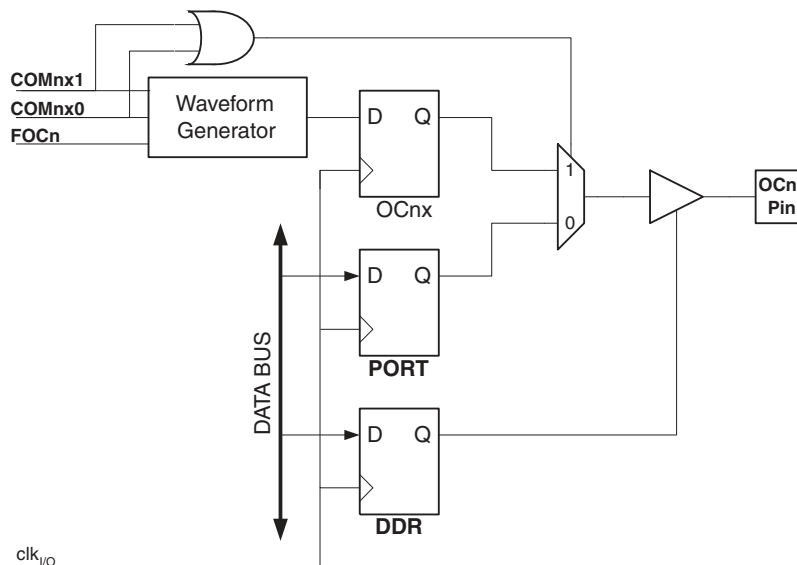 COMnx1
COMnx0
FOCn
Waveform
Generator
D Q
OCnx
1
0
OCn
Pin
D Q
PORT
DATA BUS
D Q
DDR
clkI/O